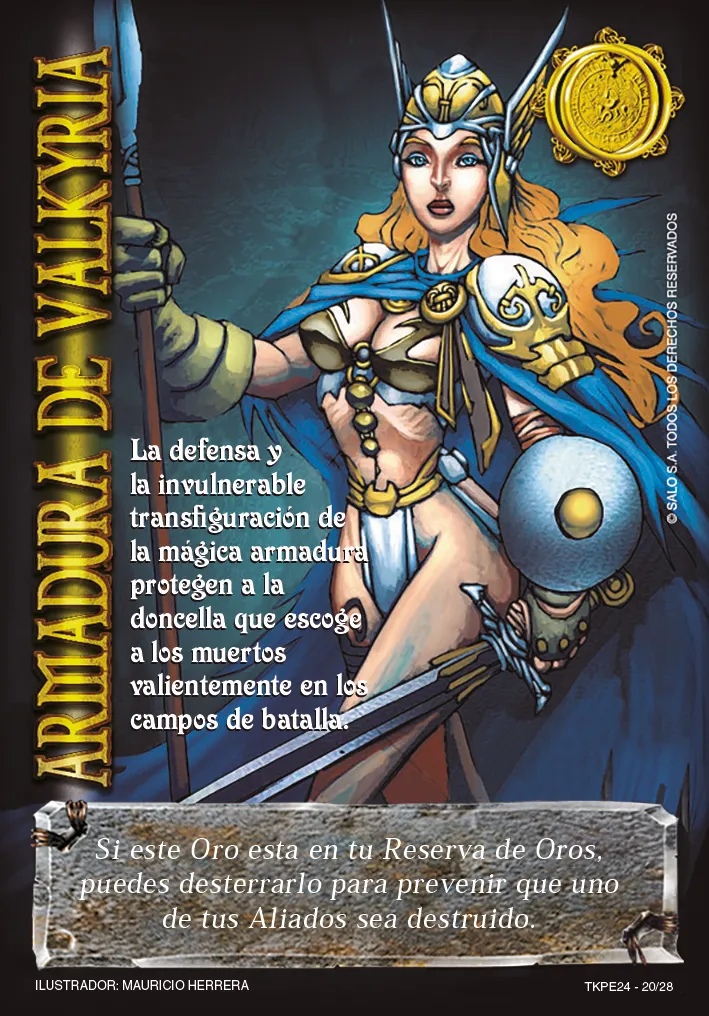 ARMADURA DE VALKYRIA
© SALO S.A. TODOS LOS DERECHOS RESERVADOS
La defensa y
la invulnerable
transfiguración de
la mágica armadura
protegen a la
doncella que escoge
a los muertos
valientemente en los
campos de batalla.
Si este Oro esta en tu Reserva de Oros,
puedes desterrarlo para prevenir que uno
de tus Aliados sea destruido.
ILUSTRADOR: MAURICIO HERRERA
TKPE24 - 20/28